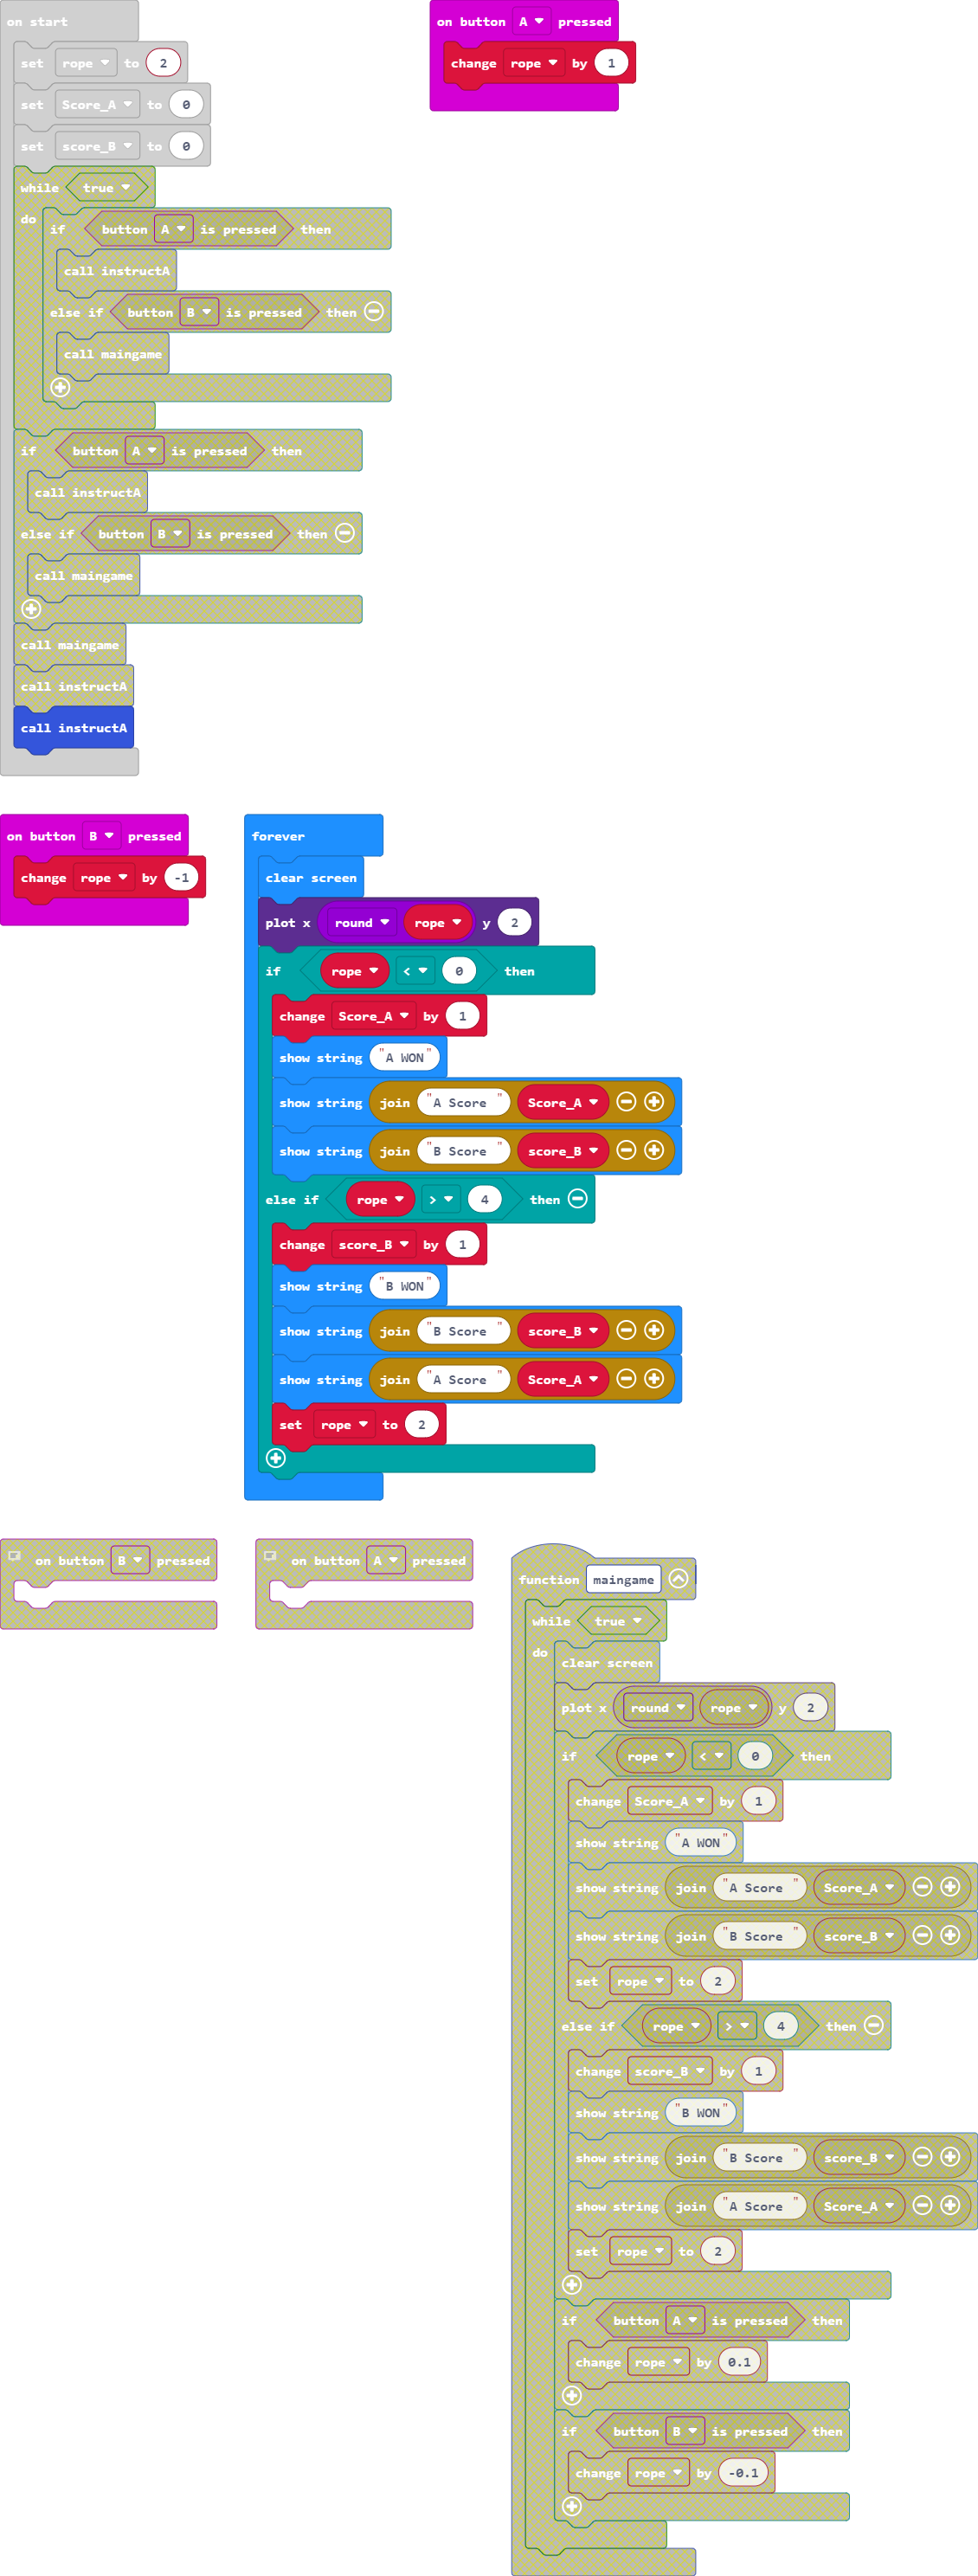 on start
set rope to 2
set Score_A to 0
set score_B to 0
while true
do
if button A is pressed then
call instructA
else if button B is pressed then
call maingame
if button A is pressed then
call instructA
else if button B is pressed then
call maingame
call maingame
call instructA
call instructA
on button A pressed
change rope by 1
on button B pressed
change rope by -1
forever
clear screen
plot x round rope y 2
if rope < 0 then
change Score_A by 1
show string "A WON"
show string join "A Score " Score_A
show string join "B Score " score_B
else if rope > 4 then
change score_B by 1
show string "B WON"
show string join "B Score " score_B
show string join "A Score " Score_A
set rope to 2
on button B pressed
on button A pressed
function maingame
while true
do
clear screen
plot x round rope y 2
if rope < 0 then
change Score_A by 1
show string "A WON"
show string join "A Score " Score_A
show string join "B Score " score_B
set rope to 2
else if rope > 4 then
change score_B by 1
show string "B WON"
show string join "B Score " score_B
show string join "A Score " Score_A
set rope to 2
if button A is pressed then
change rope by 0.1
if button B is pressed then
change rope by -0.1